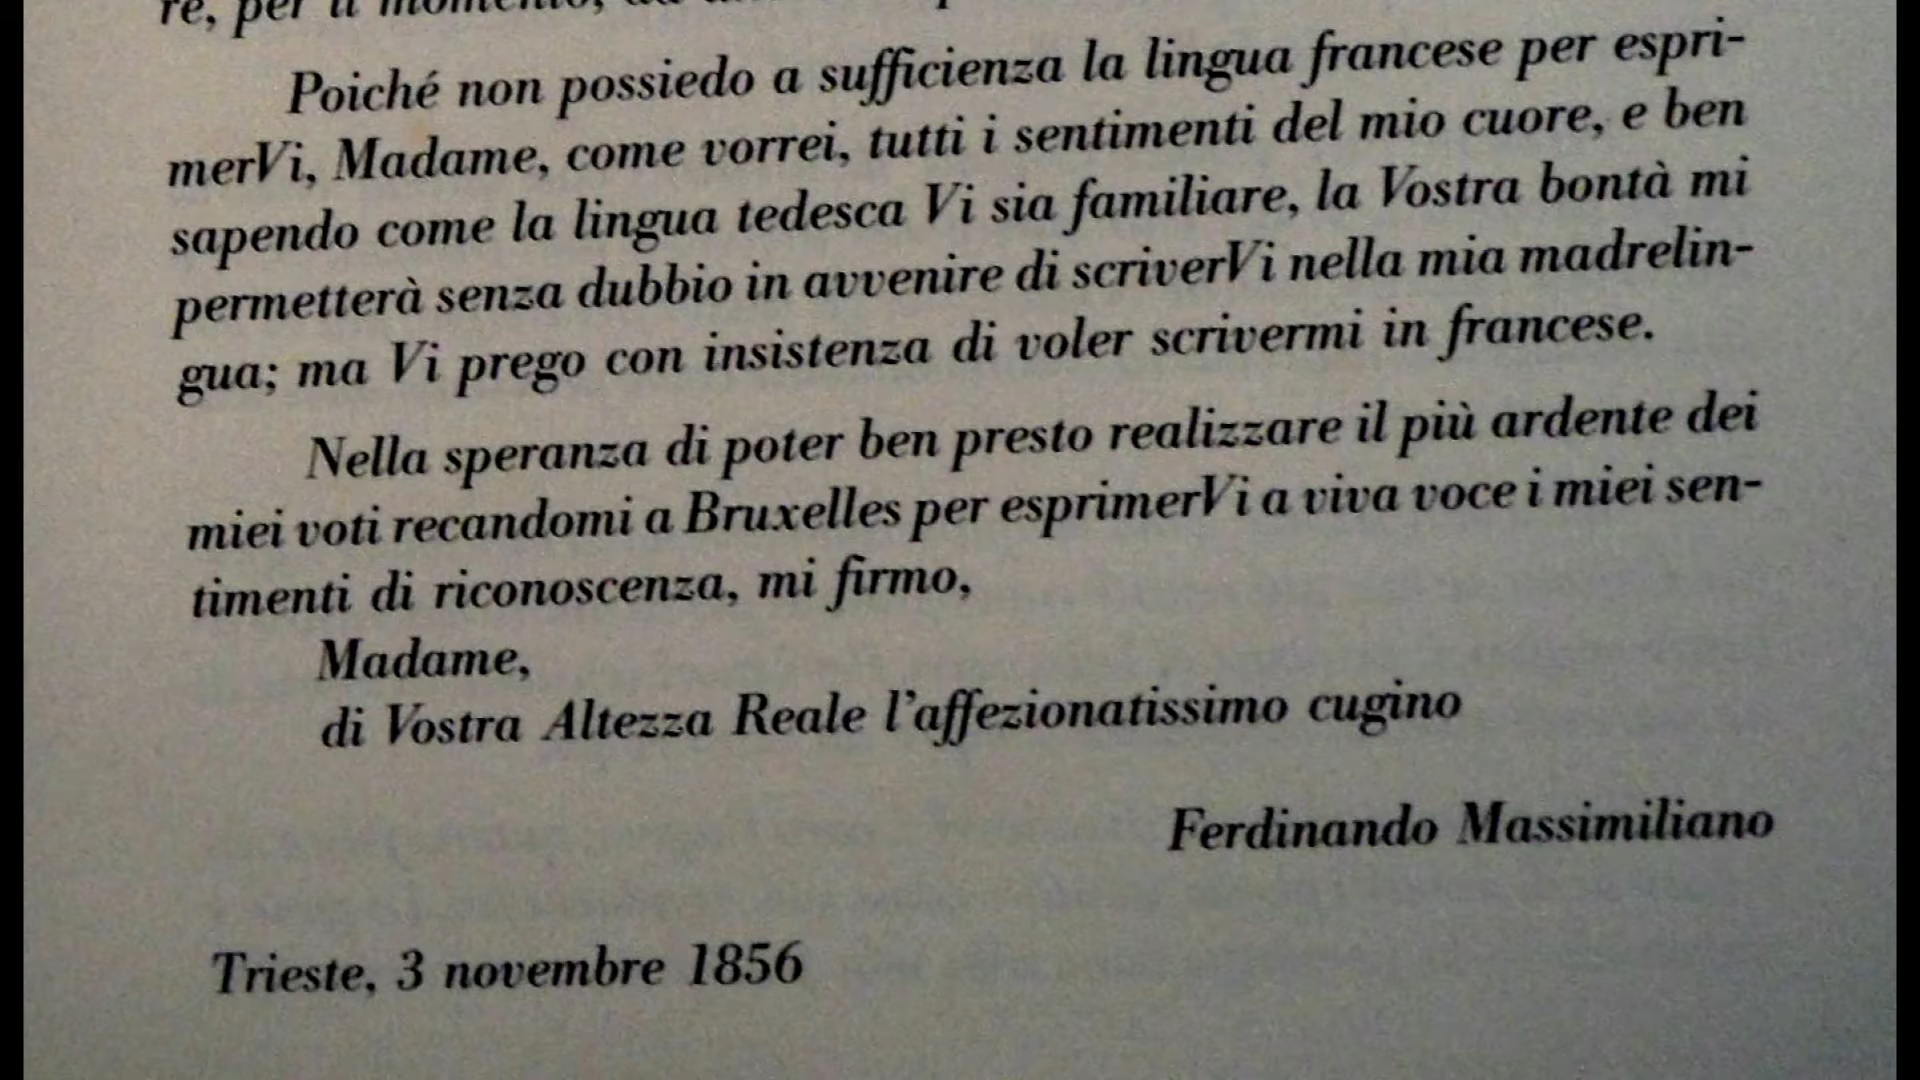 re, per il momento,
Poiché non possiedo a sufficienza la lingua francese per espri-
merVi, Madame, come vorrei, tutti i sentimenti del mio cuore, e ben
sapendo come la lingua tedesca Vi sia familiare, la Vostra bontà mi
permetterà senza dubbio in avvenire di scriverVi nella mia madrelin-
gua; ma Vi prego con insistenza di voler scrivermi in francese.
Nella speranza di poter ben presto realizzare il più ardente dei
miei voti recandomi a Bruxelles per esprimerVi a viva voce i miei sen-
timenti di riconoscenza, mi firmo,
Madame,
di Vostra Altezza Reale l'affezionatissimo cugino
Ferdinando Massimiliano
Trieste, 3 novembre 1856